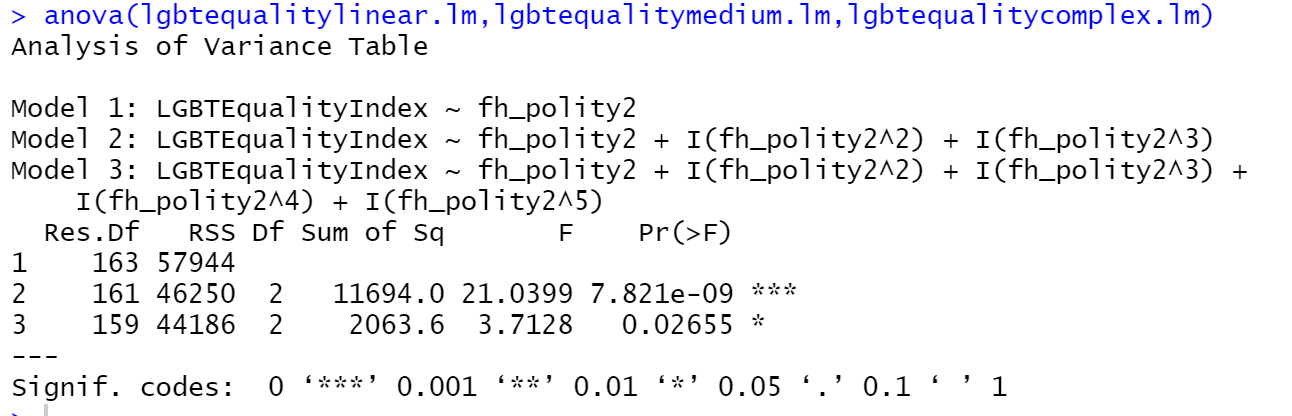 > anova(lgbtequalitylinear.lm,lgbtequalitymedium.lm,lgbtequalitycomplex.lm)
Analysis of Variance Table
Model 1: LGBTEqualityIndex ~ fh_polity2
Model 2: LGBTEqualityIndex ~ fh_polity2 + I(fh_polity2^2) + I(fh_polity2^3)
Model 3: LGBTEqualityIndex ~ fh_polity2 + I(fh_polity2^2) + I(fh_polity2^3) +
    I(fh_polity2^4) + I(fh_polity2^5)
  Res.Df   RSS Df Sum of Sq       F    Pr(>F)
1    163 57944
2    161 46250  2   11694.0 21.0399 7.821e-09 ***
3    159 44186  2    2063.6  3.7128   0.02655 *
---
Signif. codes:  0 ‘***’ 0.001 ‘**’ 0.01 ‘*’ 0.05 ‘.’ 0.1 ‘ ’ 1
>